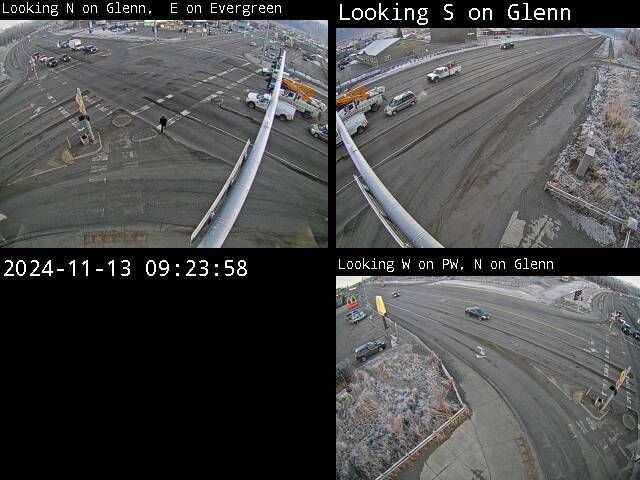 Looking N on Glenn,  E on Evergreen
Looking S on Glenn
2024-11-13 09:23:58
Looking W on PW, N on Glenn